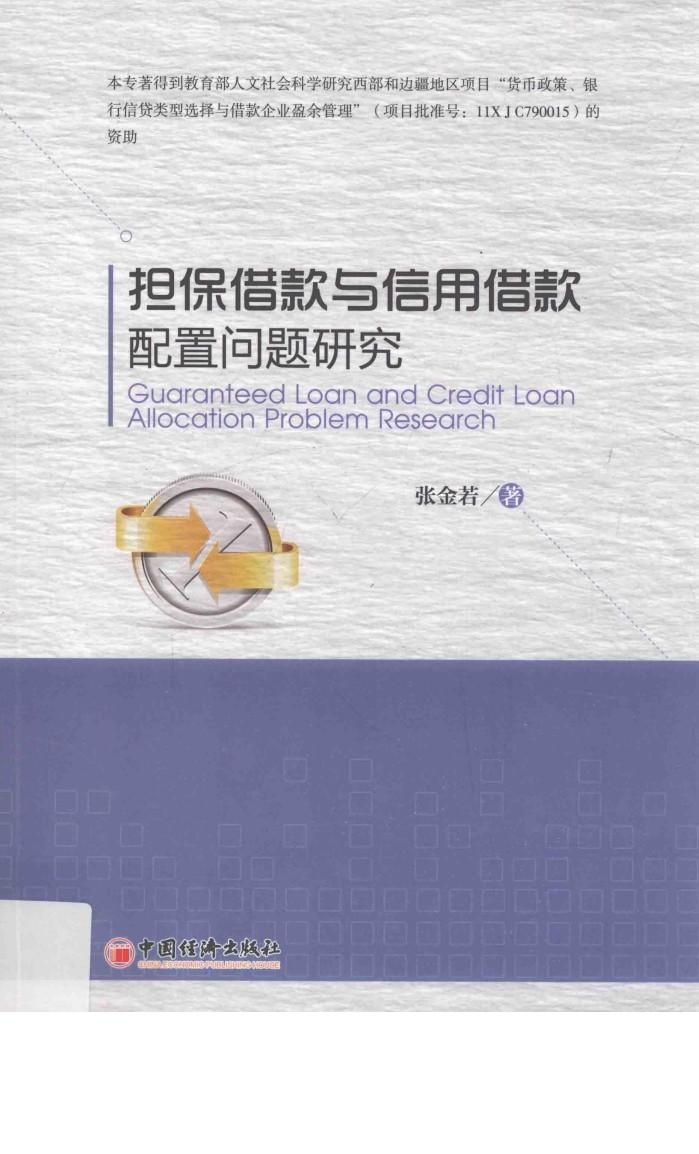 本专著得到教育部人文社会科学研究西部和边疆地区项目“货币政策、银
行信贷类型选择与借款企业盈余管理”（项目批准号：11XJC790015）的
资助
担保借款与信用借款
配置问题研究
Guaranteed Loan and Credit Loan
Allocation Problem Research
张金若/著
中国经济出版社
CHINA ECONOMIC PUBLISHING HOUSE